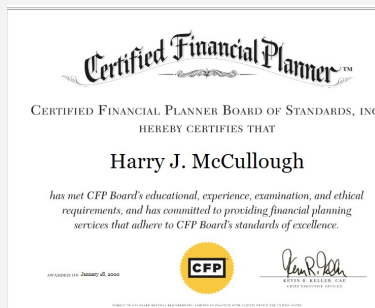 Certified Financial Planner™
CERTIFIED FINANCIAL PLANNER BOARD OF STANDARDS, INC
HEREBY CERTIFIES THAT
Harry J. McCullough
has met CFP Board's educational, experience, examination, and ethical
requirements, and has committed to providing financial planning
services that adhere to CFP Board's standards of excellence.
CFP
AWARDED ON January 18, 2000
KEVIN R. KELLER, CAE
CHIEF EXECUTIVE OFFICER